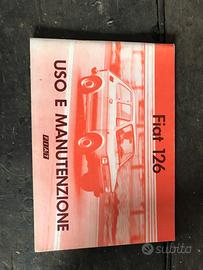 Fiat 126
USO E MANUTENZIONE
FIAT
subito